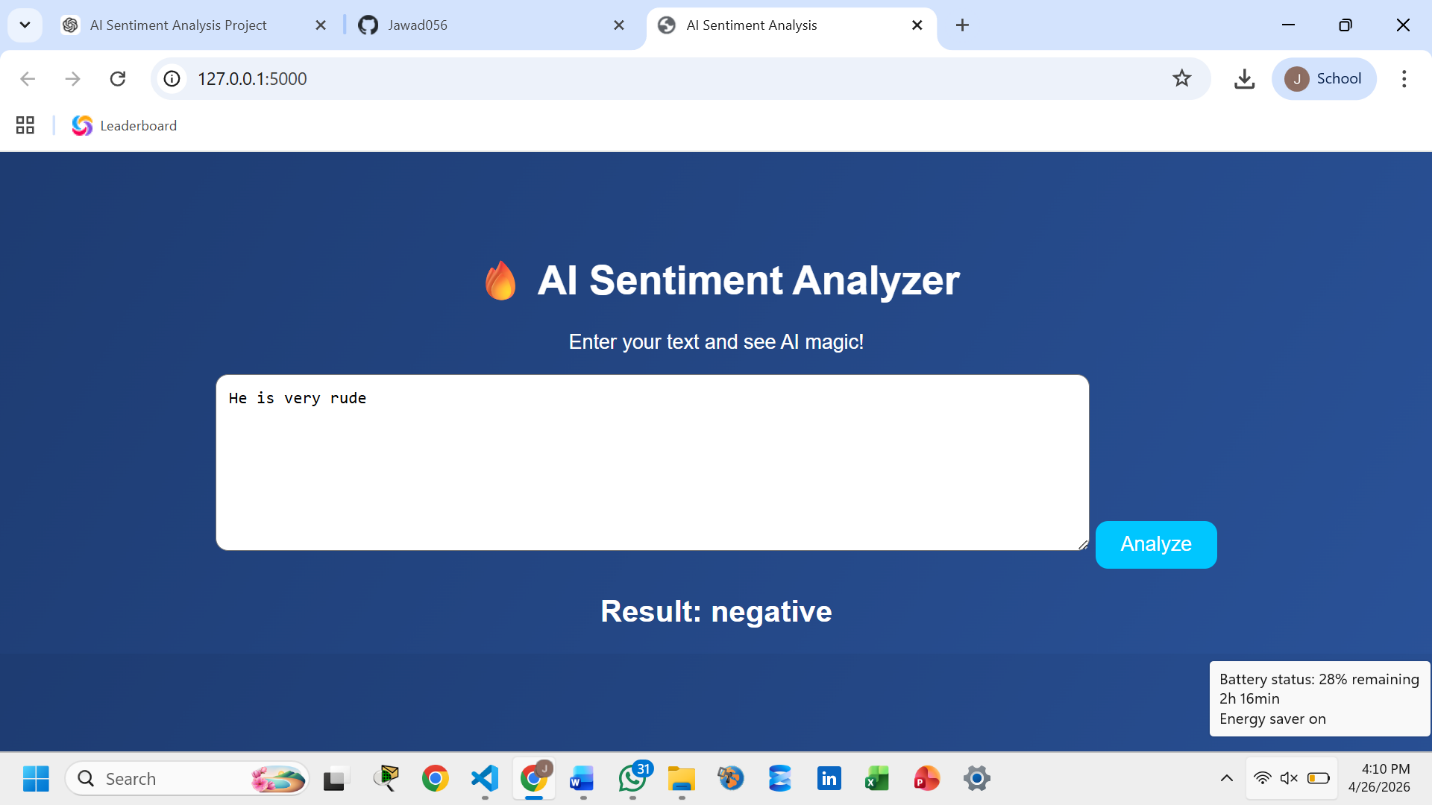 AI Sentiment Analysis Project
Jawad056
AI Sentiment Analysis
127.0.0.1:5000
J
School
Leaderboard
🔥 AI Sentiment Analyzer
Enter your text and see AI magic!
He is very rude
Analyze
Result: negative
Battery status: 28% remaining
2h 16min
Energy saver on
Search
J
W
31
in
X
P
4:10 PM
4/26/2026